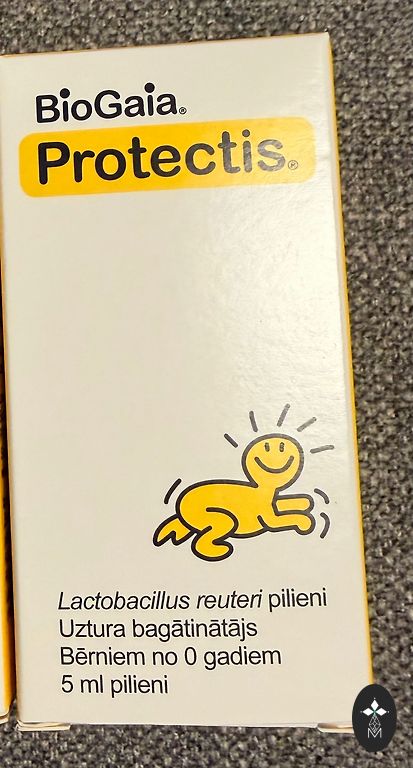 BioGaia®
Protectis®
Lactobacillus reuteri pilieni
Uztura bagātinātājs
Bērniem no 0 gadiem
5 ml pilieni
M